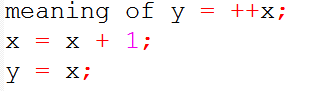 meaning of y = ++x;
x = x + 1;
y = x;